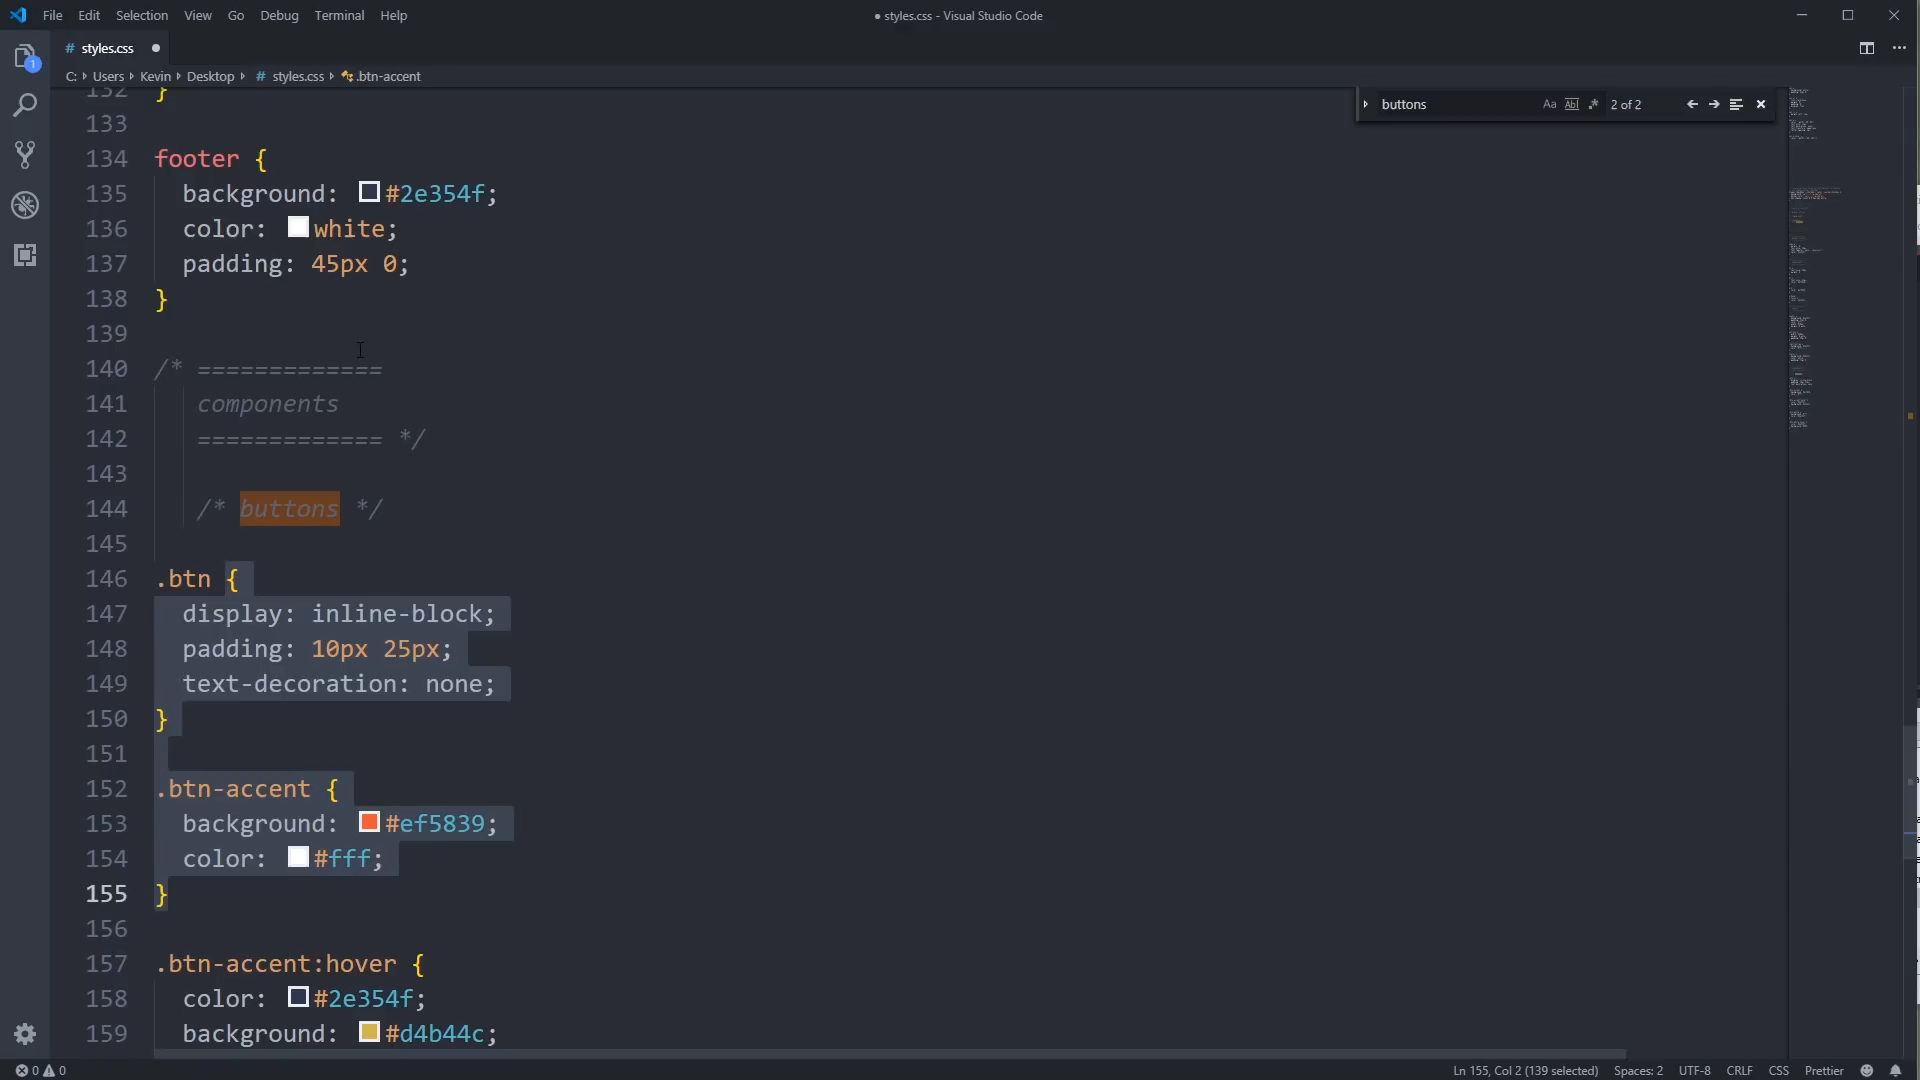 File Edit Selection View Go Debug Terminal Help
● styles.css - Visual Studio Code
# styles.css ●
1
C: Users Kevin Desktop # styles.css .btn-accent
buttons Aa Abl .* 2 of 2
132 }
133
134 footer {
135 background: #2e354f;
136 color: white;
137 padding: 45px 0;
138 }
139
140 /* =============
141 components
142 ============= */
143
144 /* buttons */
145
146 .btn {
147 display: inline-block;
148 padding: 10px 25px;
149 text-decoration: none;
150 }
151
152 .btn-accent {
153 background: #ef5839;
154 color: #fff;
155 }
156
157 .btn-accent:hover {
158 color: #2e354f;
159 background: #d4b44c;
0 0 Ln 155, Col 2 (139 selected) Spaces: 2 UTF-8 CRLF CSS Prettier